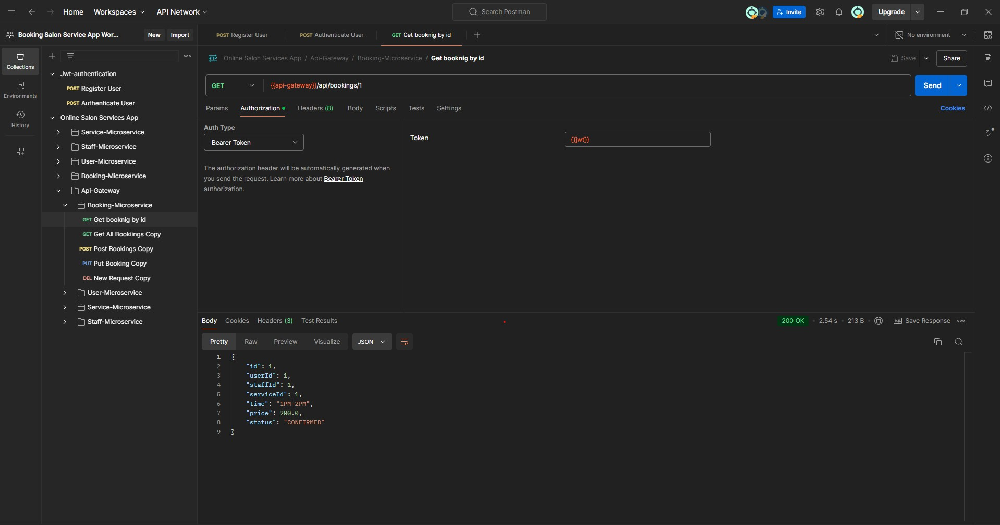 Home Workspaces API Network Search Postman Invite Upgrade
Booking Salon Service App Wor... New Import
POST Register User POST Authenticate User GET Get booknig by id No environment
Collections
Environments
History
Jwt-authentication
POST Register User
POST Authenticate User
Online Salon Services App
Service-Microservice
Staff-Microservice
User-Microservice
Booking-Microservice
Api-Gateway
Booking-Microservice
GET Get booknig by id
GET Get All Bookiings Copy
POST Post Bookings Copy
PUT Put Booking Copy
DEL New Request Copy
User-Microservice
Service-Microservice
Staff-Microservice
HTTP Online Salon Services App / Api-Gateway / Booking-Microservice / Get booknig by id Save Share
GET {{api-gateway}}/api/bookings/1 Send
Params Authorization Headers (8) Body Scripts Tests Settings Cookies
Auth Type
Bearer Token
The authorization header will be automatically generated when
you send the request. Learn more about Bearer Token
authorization.
Token {{jwt}}
Body Cookies Headers (3) Test Results 200 OK 2.54 s 213 B e.g. Save Response
Pretty Raw Preview Visualize JSON
1 {
2 "id": 1,
3 "userId": 1,
4 "staffId": 1,
5 "serviceId": 1,
6 "time": "1PM-2PM",
7 "price": 200.0,
8 "status": "CONFIRMED"
9 }